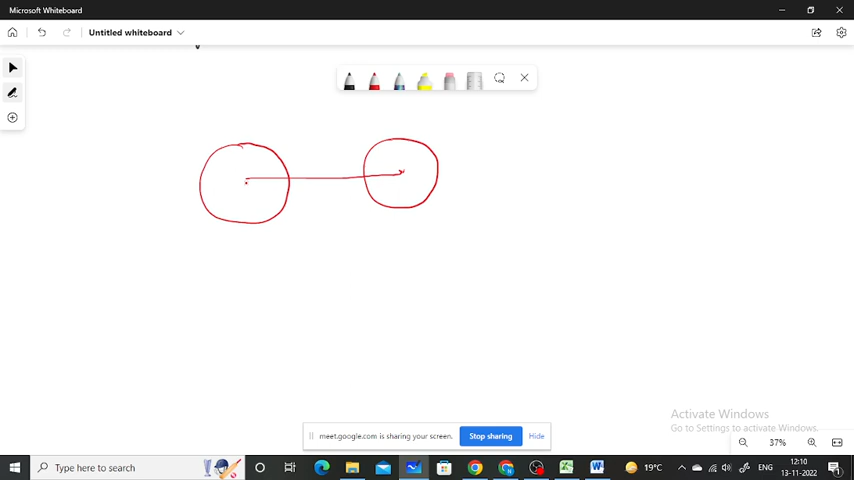 Microsoft Whiteboard
Untitled whiteboard
Activate Windows
Go to Settings to activate Windows.
meet.google.com is sharing your screen.
Stop sharing
Hide
37%
Type here to search
19°C
ENG
12:10
13-11-2022
1